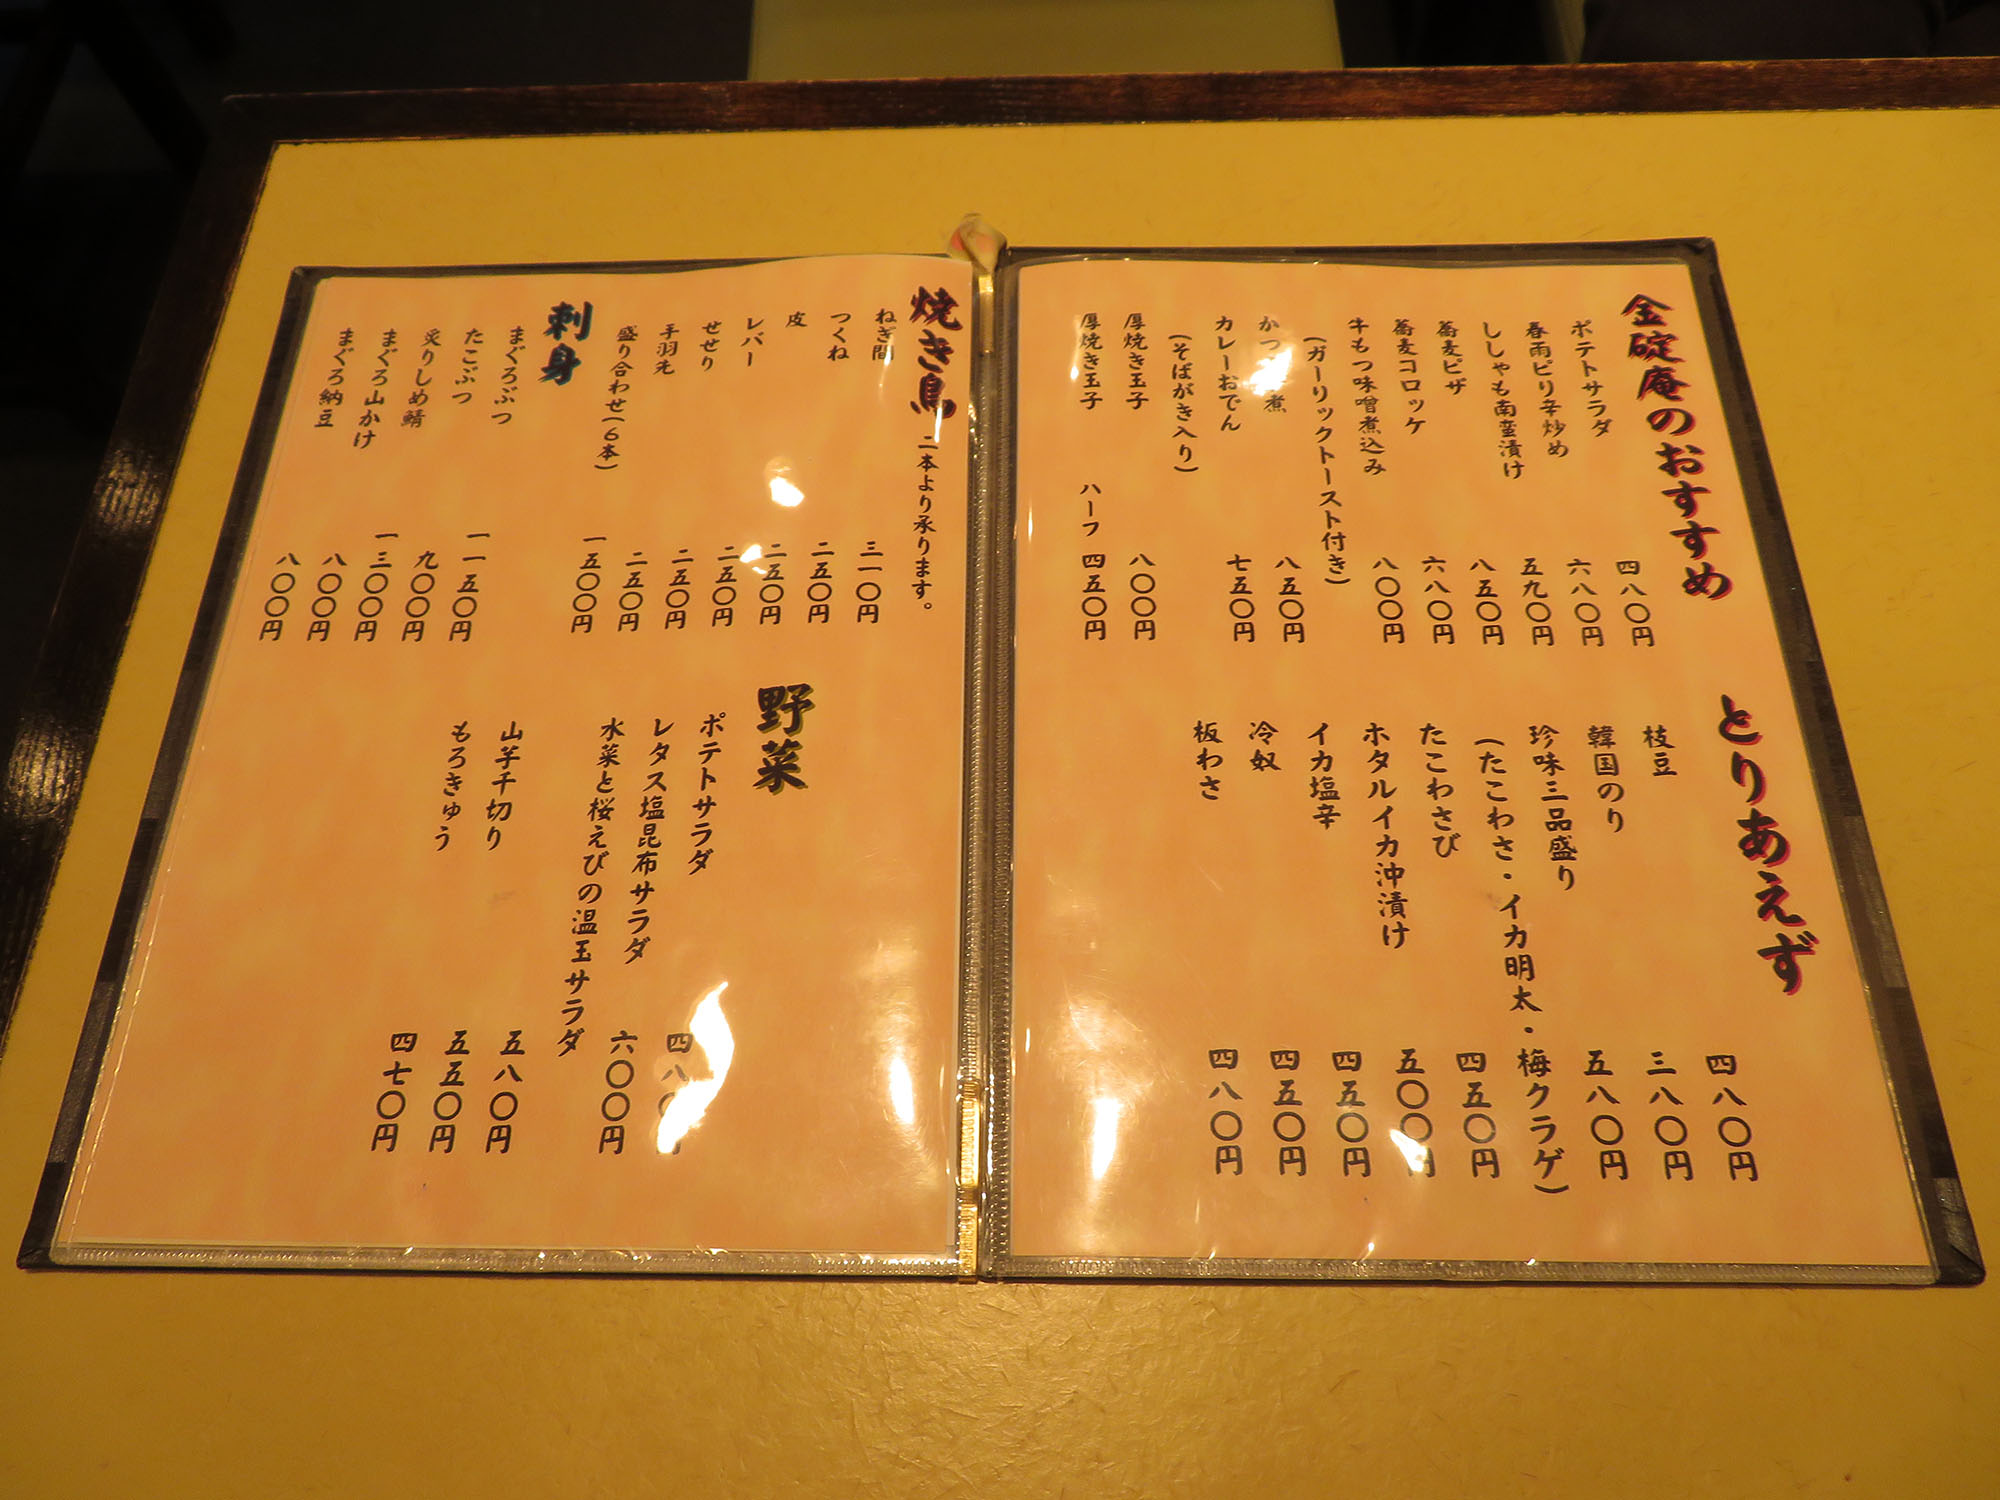 金碇庵のおすすめ
ポテトサラダ 四八〇円
春雨ピリ辛炒め 六八〇円
ししゃも南蛮漬け 五九〇円
蕎麦ピザ 八五〇円
蕎麦コロッケ 六八〇円
牛もつ味噌煮込み 八〇〇円
(ガーリックトースト付き)
かつ煮 八五〇円
カレーおでん 七五〇円
(そばがき入り)
厚焼き玉子 八〇〇円
厚焼き玉子 ハーフ 四五〇円
とりあえず
枝豆 四八〇円
韓国のり 三八〇円
珍味三品盛り 五八〇円
(たこわさ・イカ明太・梅クラゲ)
たこわさび 四五〇円
ホタルイカ沖漬け 五〇〇円
イカ塩辛 四五〇円
冷奴 四五〇円
板わさ 四八〇円
焼き鳥 二本より承ります。
ねぎ間 三一〇円
つくね 二五〇円
皮 二五〇円
レバー 二五〇円
せせり 二五〇円
手羽先 二五〇円
盛り合わせ(6本) 一五〇〇円
刺身
まぐろぶつ 一一五〇円
たこぶつ 九〇〇円
炙りしめ鯖 一三〇〇円
まぐろ山かけ 八〇〇円
まぐろ納豆 八〇〇円
野菜
ポテトサラダ 四八〇円
レタス塩昆布サラダ 六〇〇円
水菜と桜えびの温玉サラダ 五八〇円
山芋千切り 五五〇円
もろきゅう 四七〇円